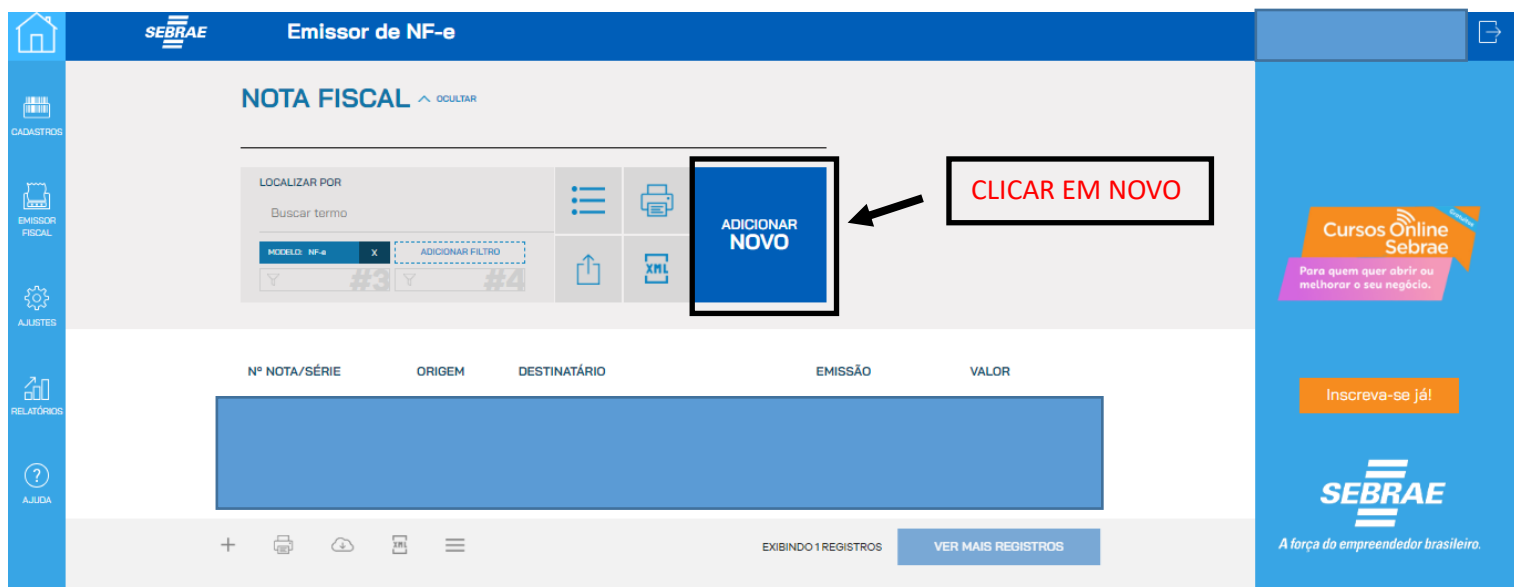 SEBRAE
Emissor de NF-e
NOTA FISCAL
OCULTAR
CADASTROS
EMISSOR
FISCAL
AJUSTES
RELATÓRIOS
AJUDA
LOCALIZAR POR
Buscar termo
MODELO: NF-e X
ADICIONAR FILTRO
#3
#4
XML
ADICIONAR
NOVO
CLICAR EM NOVO
Nº NOTA/SÉRIE
ORIGEM
DESTINATÁRIO
EMISSÃO
VALOR
XML
EXIBINDO 1 REGISTROS
VER MAIS REGISTROS
Gratuitos
Cursos Online
Sebrae
Para quem quer abrir ou
melhorar o seu negócio.
Inscreva-se já!
SEBRAE
A força do empreendedor brasileiro.